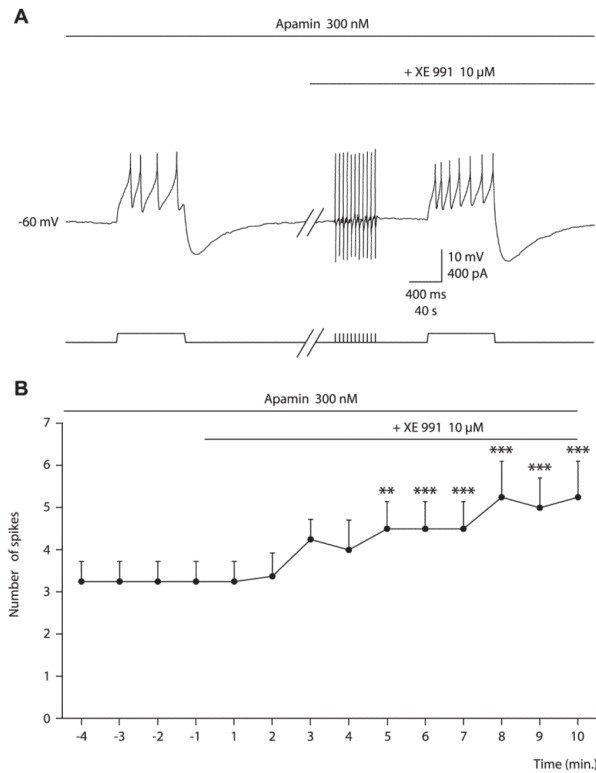 A
Apamin 300 nM
+ XE 991 10 µM
-60 mV
10 mV
400 pA
400 ms
40 s
B
Apamin 300 nM
+ XE 991 10 µM
Number of spikes
7
6
5
4
3
2
1
0
** *** *** *** *** ***
-4 -3 -2 -1 1 2 3 4 5 6 7 8 9 10
Time (min.)